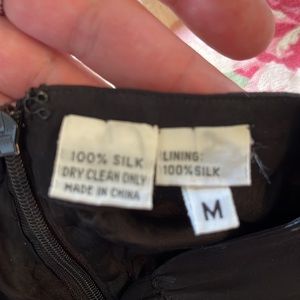 100% SILK
DRY CLEAN ONLY
MADE IN CHINA
LINING:
100% SILK
M